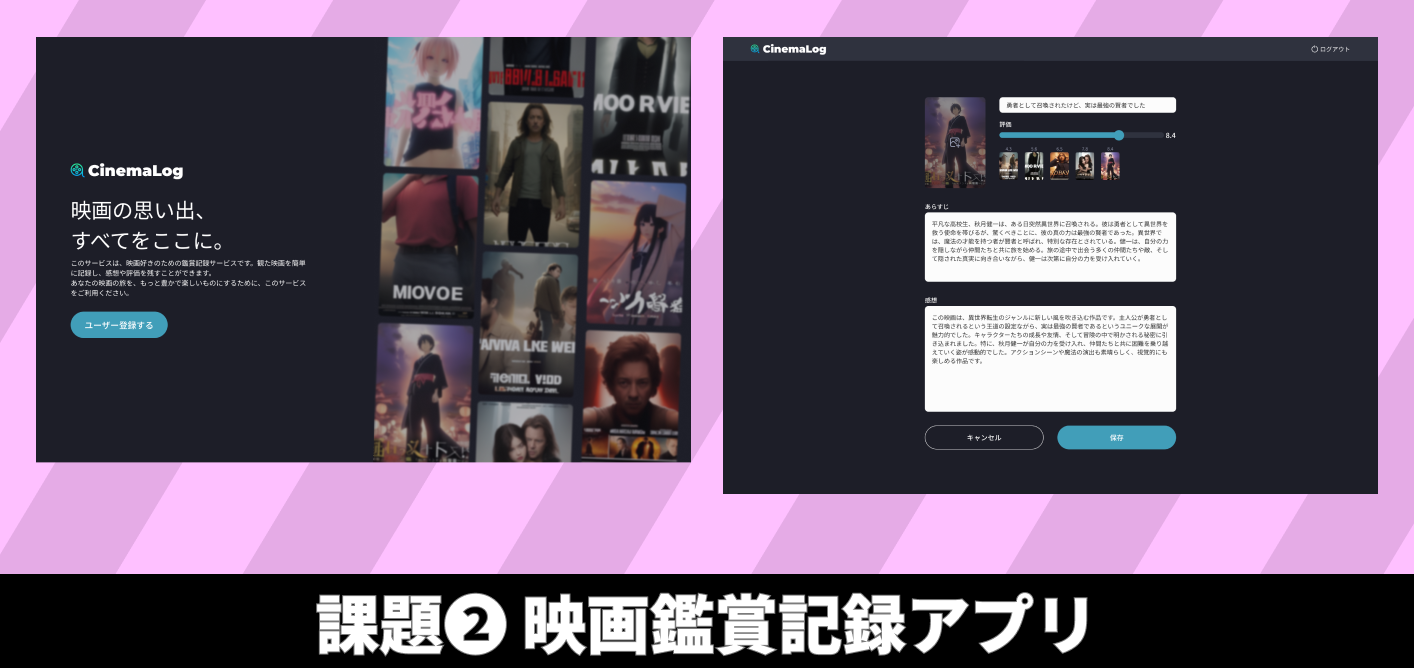 CinemaLog
映画の思い出、
すべてをここに。
このサービスは、映画好きのための鑑賞記録サービスです。観た映画を簡単
に記録し、感想や評価を残すことができます。
あなたの映画の旅を、もっと豊かで楽しいものにするために、このサービス
をご利用ください。
ユーザー登録する
MIOVOE
CinemaLog
ログアウト
勇者として召喚されたけど、実は最強の賢者でした
評価
8.4
あらすじ
平凡な高校生、秋月健一は、ある日突然異世界に召喚される。彼は勇者として異世界を
救う使命を帯びるが、驚くべきことに、彼の真の力は最強の賢者であった。異世界で
は、魔法の才能を持つ者が賢者と呼ばれ、特別な存在とされている。健一は、自分の力
を隠しながら仲間たちと共に旅を始める。旅の途中で出会う多くの仲間たちや敵、そし
て隠された真実に向き合いながら、健一は次第に自分の力を受け入れていく。
感想
この映画は、異世界転生のジャンルに新しい風を吹き込む作品です。主人公が勇者とし
て召喚されるという王道の設定ながら、実は最強の賢者であるというユニークな展開が
魅力的でした。キャラクターたちの成長や友情、そして冒険の中で明かされる秘密に引
き込まれました。特に、秋月健一が自分の力を受け入れ、仲間たちと共に困難を乗り越
えていく姿が感動的でした。アクションシーンや魔法の演出も素晴らしく、視覚的にも
楽しめる作品です。
キャンセル
保存
課題❷ 映画鑑賞記録アプリ